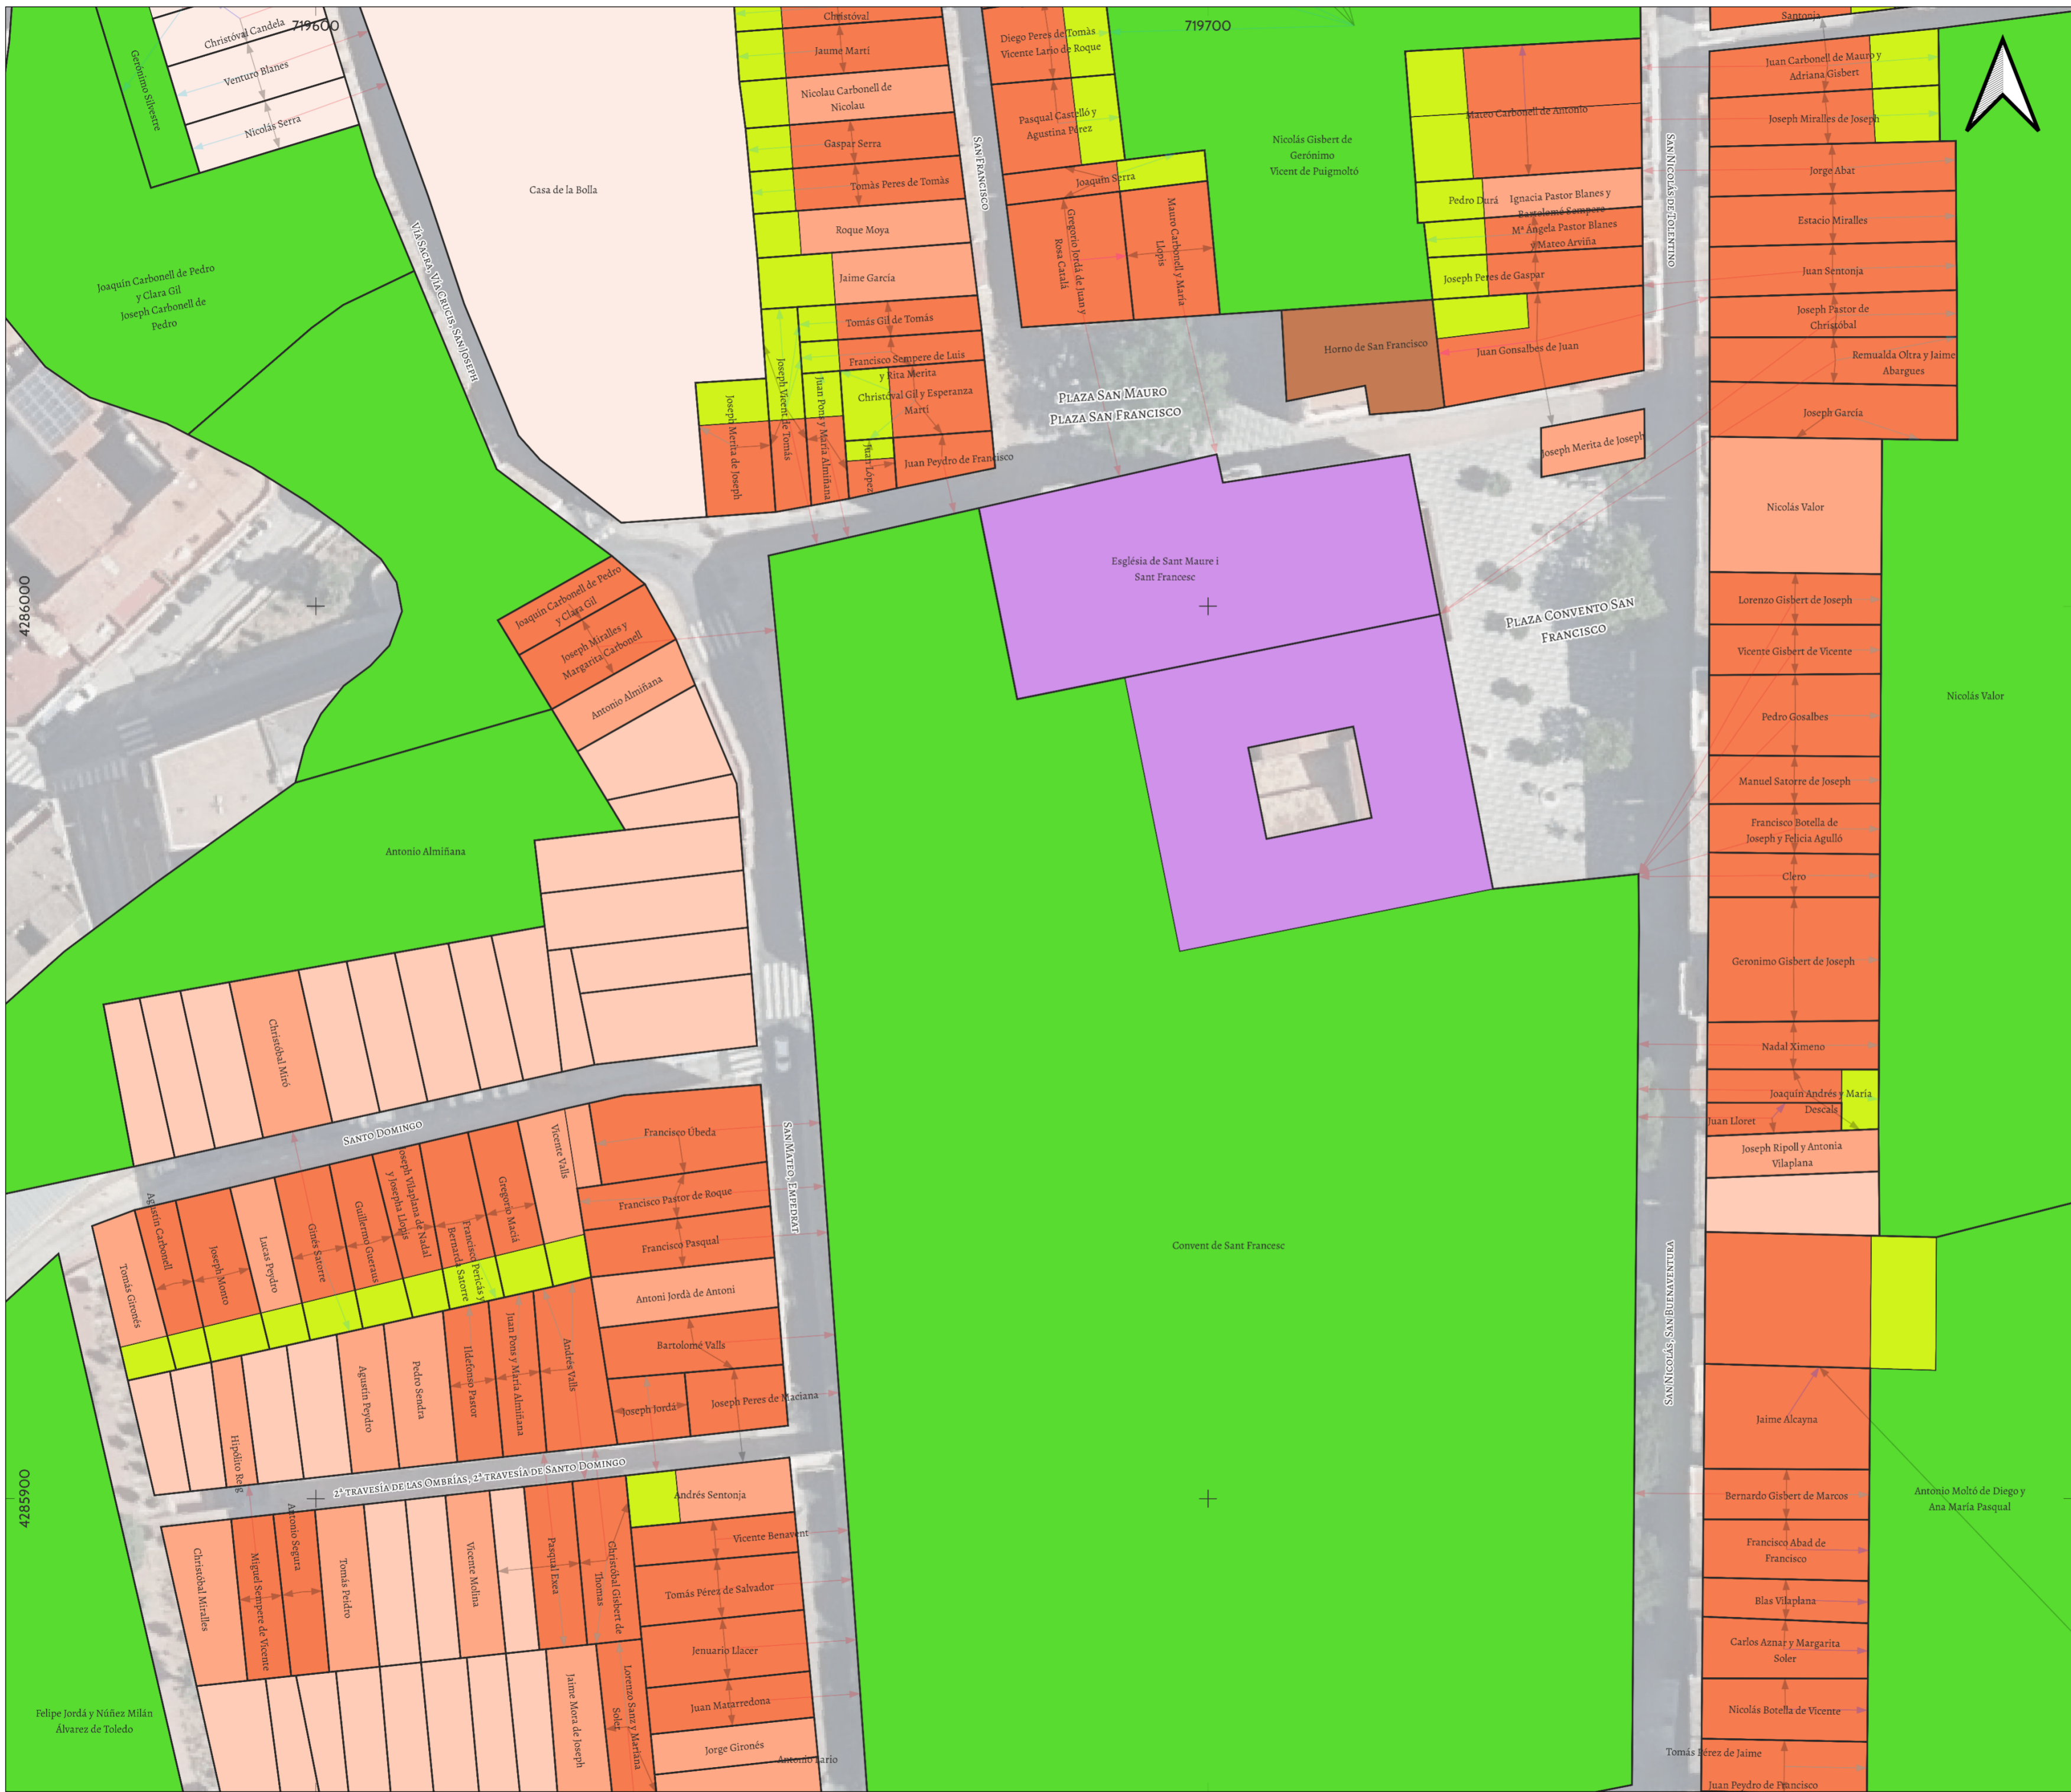 719600
719700
4286000
4285900
Gerónimo Silvestre
Christóval Candela
Venturo Blanes
Nicolás Serra
Casa de la Bolla
Joaquín Carbonell de Pedro
y Clara Gil
Joseph Carbonell de
Pedro
VÍA SACRA, VÍA CRUCIS, SAN JOSEPH
Christóval
Jaume Martí
Nicolau Carbonell de
Nicolau
Gaspar Serra
Tomàs Peres de Tomàs
Roque Moya
Jaime García
Tomás Gil de Tomás
Francisco Sempere de Luis
y Rita Merita
Christóval Gil y Esperanza
Martí
Juan Peydro de Francisco
Juan López
Juan Pons y María Almiñana
Joseph Vicent de Tomás
Joseph Merita de Joseph
SAN FRANCISCO
Diego Peres de Tomàs
Vicente Lario de Roque
Pasqual Castelló y
Agustina Pérez
Joaquín Serra
Gregorio Jordá de Juan y
Rosa Catalá
Mauro Carbonell y María
Llopis
Nicolás Gisbert de
Gerónimo
Vicent de Puigmoltó
Mateo Carbonell de Antonio
Pedro Durá
Ignacia Pastor Blanes y
Bartolomé Sempere
Mª Ángela Pastor Blanes
y Mateo Arviña
Joseph Peres de Gaspar
Juan Gonsalbes de Juan
Horno de San Francisco
PLAZA SAN MAURO
PLAZA SAN FRANCISCO
Joseph Merita de Joseph
SAN NICOLÁS DE TOLENTINO
Santonja
Juan Carbonell de Mauro y
Adriana Gisbert
Joseph Miralles de Joseph
Jorge Abat
Estacio Miralles
Juan Sentonja
Joseph Pastor de
Christóbal
Remualda Oltra y Jaime
Abargues
Joseph García
Nicolás Valor
Lorenzo Gisbert de Joseph
Vicente Gisbert de Vicente
Pedro Gosalbes
Manuel Satorre de Joseph
Francisco Botella de
Joseph y Felicia Agulló
Clero
Geronimo Gisbert de Joseph
Nadal Ximeno
Joaquín Andrés y María
Descals
Juan Lloret
Joseph Ripoll y Antonia
Vilaplana
Nicolás Valor
Església de Sant Maure i
Sant Francesc
PLAZA CONVENTO SAN
FRANCISCO
Convent de Sant Francesc
SAN NICOLÁS, SAN BUENAVENTURA
Jaime Alcayna
Bernardo Gisbert de Marcos
Francisco Abad de
Francisco
Blas Vilaplana
Carlos Aznar y Margarita
Soler
Nicolás Botella de Vicente
Tomás Pérez de Jaime
Juan Peydro de Francisco
Antonio Moltó de Diego y
Ana María Pasqual
Joaquín Carbonell de Pedro
y Clara Gil
Joseph Miralles y
Margarita Carbonell
Antonio Almiñana
Antonio Almiñana
Christóbal Miró
SANTO DOMINGO
SAN MATEO, EMPEDRAT
Tomás Gironés
Agustín Carbonell
Joseph Monto
Lucas Peydro
Ginés Satorre
Guillermo Gueraus
Joseph Vilaplana de Nadal
y Josepha Llopis
Francisco Pericás y
Bernarda Satorre
Gregorio Maciá
Vicente Valls
Francisco Úbeda
Francisco Pastor de Roque
Francisco Pasqual
Antoni Jordà de Antoni
Bartolomé Valls
Joseph Jordá
Joseph Peres de Maciana
Hipólito Reig
Agustín Peydro
Pedro Sendra
Ildefonso Pastor
Juan Pons y María Almiñana
Andrés Valls
2ª TRAVESÍA DE LAS OMBRÍAS, 2ª TRAVESÍA DE SANTO DOMINGO
Christóbal Miralles
Miguel Sempere de Vicente
Antonio Segura
Tomás Peidro
Vicente Molina
Pasqual Exea
Christóbal Gisbert de
Thomas
Andrés Sentonja
Vicente Benavent
Tomás Pérez de Salvador
Jenuario Llacer
Juan Matarredona
Jorge Gironés
Antonio Lario
Jaime Mora de Joseph
Lorenzo Sanz y Mariana
Soler
Felipe Jordá y Núñez Milán
Álvarez de Toledo